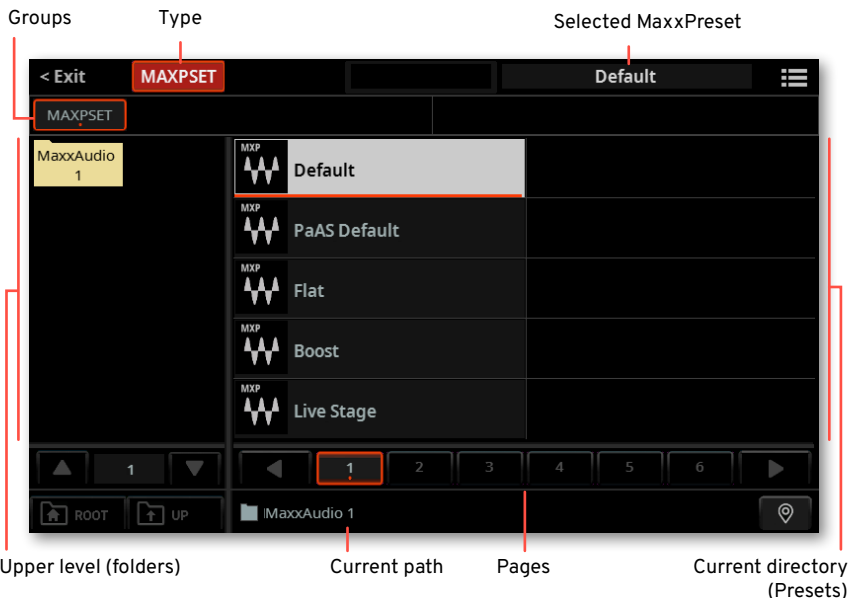 Groups
Type
Selected MaxxPreset
< Exit
MAXPSET
Default
MAXPSET
MaxxAudio
1
MXP
Default
MXP
PaAS Default
MXP
Flat
MXP
Boost
MXP
Live Stage
1
1
2
3
4
5
6
ROOT
UP
MaxxAudio 1
Upper level (folders)
Current path
Pages
Current directory
(Presets)